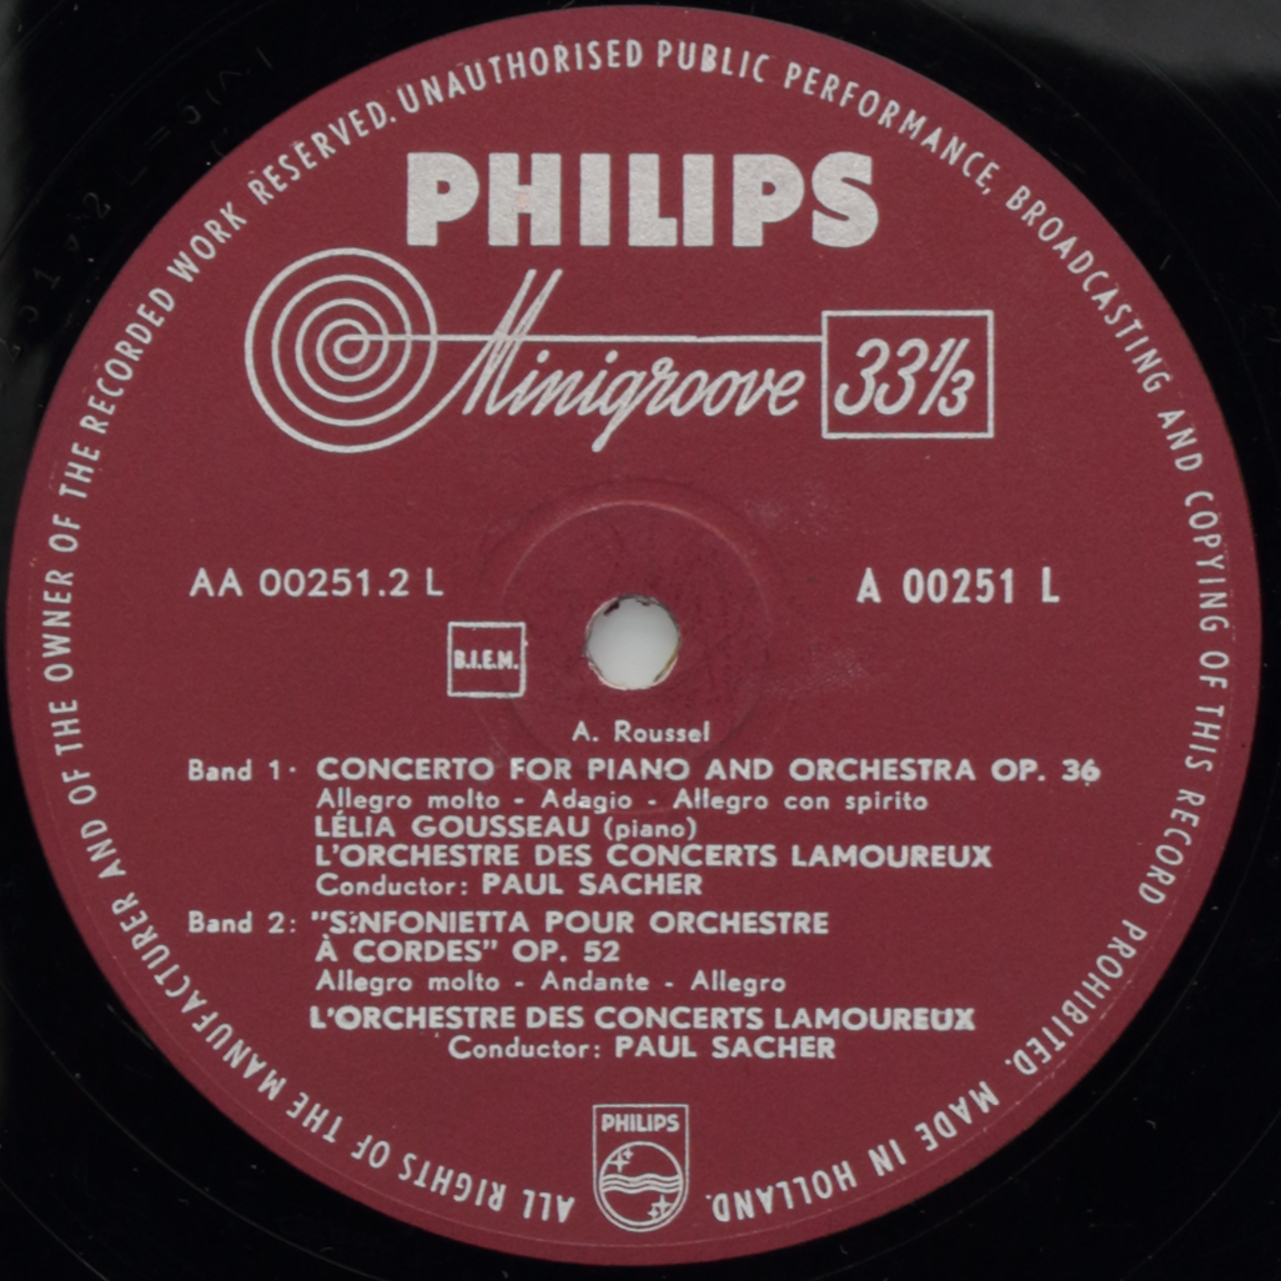 ALL RIGHTS OF THE MANUFACTURER AND OF THE OWNER OF THE RECORDED WORK RESERVED. UNAUTHORISED PUBLIC PERFORMANCE, BROADCASTING AND COPYING OF THIS RECORD PROHIBITED. MADE IN HOLLAND.
PHILIPS
Minigroove 33 1/3
AA 00251.2 L
A 00251 L
B.I.E.M.
A. Roussel
Band 1· CONCERTO FOR PIANO AND ORCHESTRA OP. 36
Allegro molto - Adagio - Allegro con spirito
LÉLIA GOUSSEAU (piano)
L'ORCHESTRE DES CONCERTS LAMOUREUX
Conductor: PAUL SACHER
Band 2: "SINFONIETTA POUR ORCHESTRE
À CORDES" OP. 52
Allegro molto - Andante - Allegro
L'ORCHESTRE DES CONCERTS LAMOUREUX
Conductor: PAUL SACHER
PHILIPS